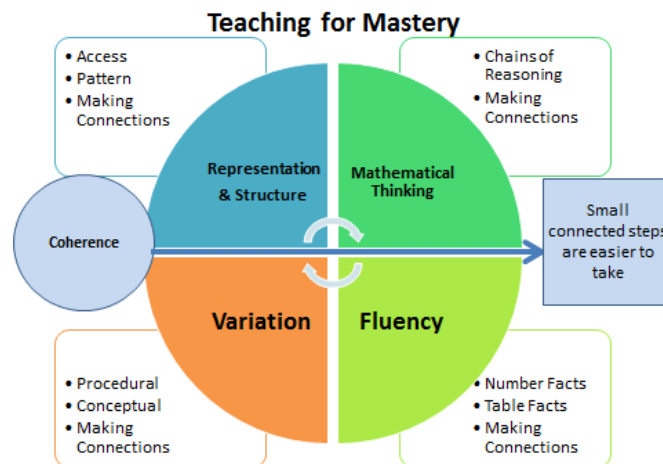 Teaching for Mastery
• Access
• Pattern
• Making
Connections
• Chains of
Reasoning
• Making
Connections
Representation
& Structure
Mathematical
Thinking
Coherence
Small
connected steps
are easier to
take
Variation
Fluency
• Procedural
• Conceptual
• Making
Connections
• Number Facts
• Table Facts
• Making
Connections